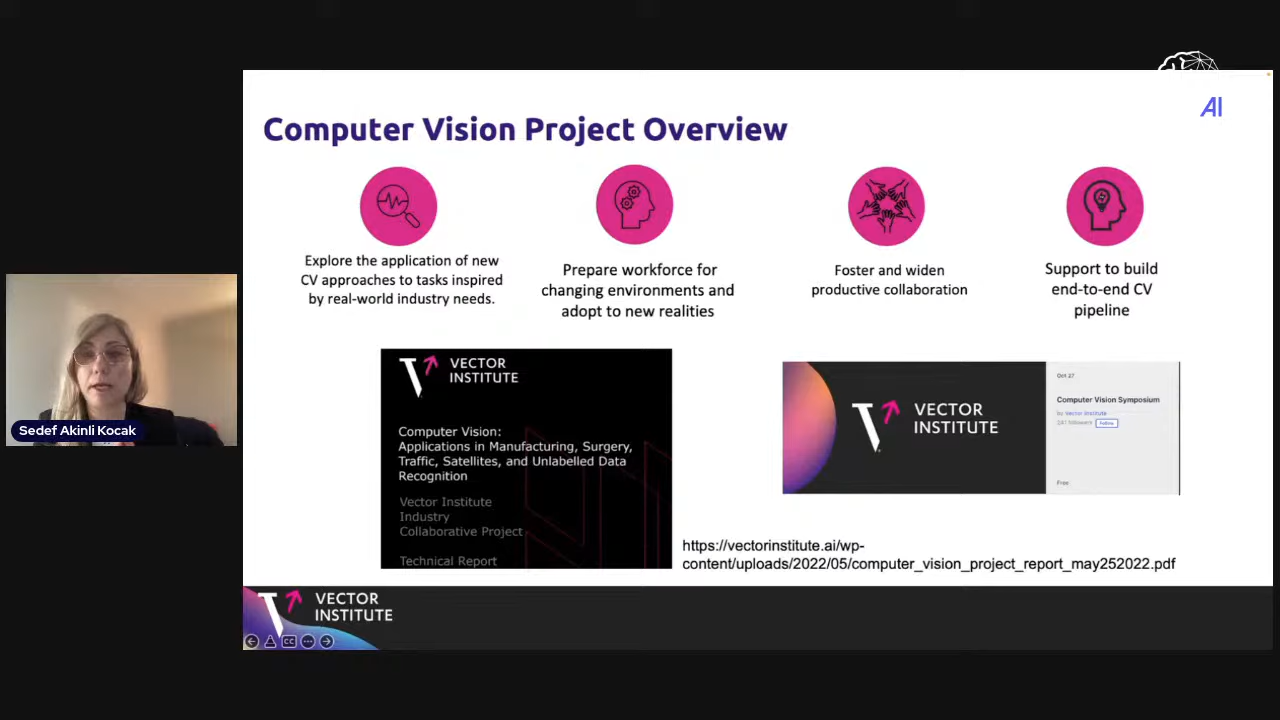 AI
Computer Vision Project Overview
Explore the application of new
CV approaches to tasks inspired
by real-world industry needs.
Prepare workforce for
changing environments and
adopt to new realities
Foster and widen
productive collaboration
Support to build
end-to-end CV
pipeline
Sedef Akinli Kocak
VECTOR
INSTITUTE
Computer Vision:
Applications in Manufacturing, Surgery,
Traffic, Satellites, and Unlabelled Data
Recognition
Vector Institute
Industry
Collaborative Project
Technical Report
VECTOR
INSTITUTE
Oct 27
Computer Vision Symposium
by Vector Institute
241 followers Follow
Free
https://vectorinstitute.ai/wp-
content/uploads/2022/05/computer_vision_project_report_may252022.pdf
VECTOR
INSTITUTE
CC